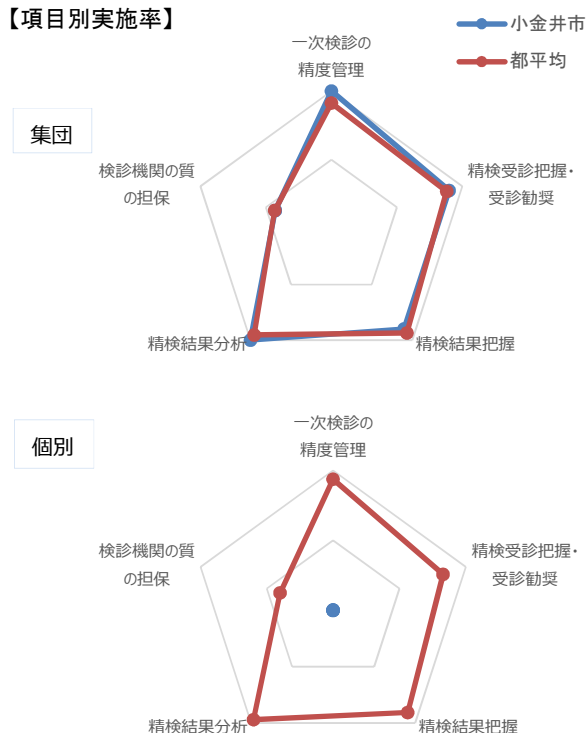 【項目別実施率】
小金井市
都平均
集団
一次検診の
精度管理
精検受診把握・
受診勧奨
精検結果把握
精検結果分析
検診機関の質
の担保
個別
一次検診の
精度管理
精検受診把握・
受診勧奨
精検結果把握
精検結果分析
検診機関の質
の担保